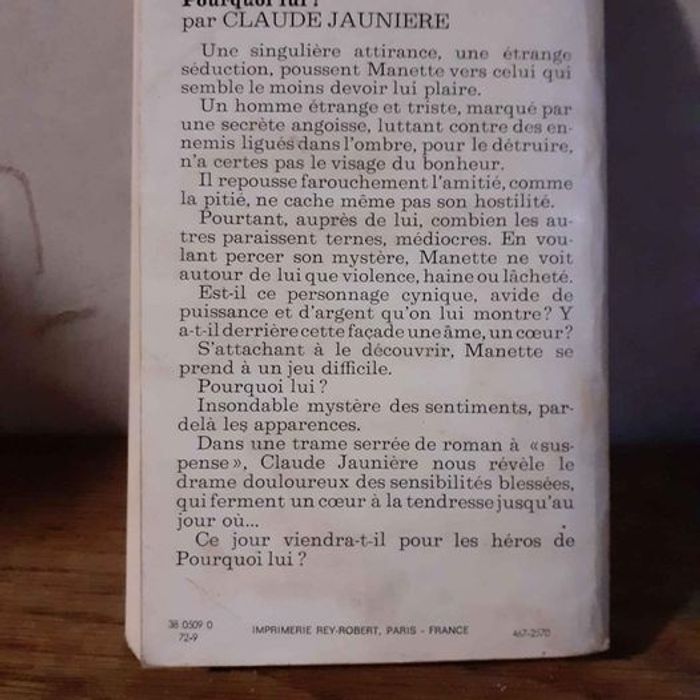 Pourquoi lui ?
par CLAUDE JAUNIERE
Une singulière attirance, une étrange
séduction, poussent Manette vers celui qui
semble le moins devoir lui plaire.
Un homme étrange et triste, marqué par
une secrète angoisse, luttant contre des en-
nemis ligués dans l'ombre, pour le détruire,
n'a certes pas le visage du bonheur.
Il repousse farouchement l'amitié, comme
la pitié, ne cache même pas son hostilité.
Pourtant, auprès de lui, combien les au-
tres paraissent ternes, médiocres. En vou-
lant percer son mystère, Manette ne voit
autour de lui que violence, haine ou lâcheté.
Est-il ce personnage cynique, avide de
puissance et d'argent qu'on lui montre? Y
a-t-il derrière cette façade une âme, un cœur?
S'attachant à le découvrir, Manette se
prend à un jeu difficile.
Pourquoi lui ?
Insondable mystère des sentiments, par-
delà les apparences.
Dans une trame serrée de roman à «sus-
pense», Claude Jaunière nous révèle le
drame douloureux des sensibilités blessées,
qui ferment un cœur à la tendresse jusqu'au
jour où...
Ce jour viendra-t-il pour les héros de
Pourquoi lui ?
38 0509 0
72-9
IMPRIMERIE REY-ROBERT, PARIS - FRANCE
467-2570